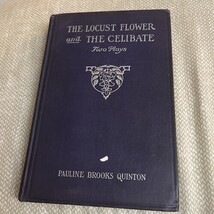 THE LOCUST FLOWER
and THE CELIBATE
Two Plays
PAULINE BROOKS QUINTON